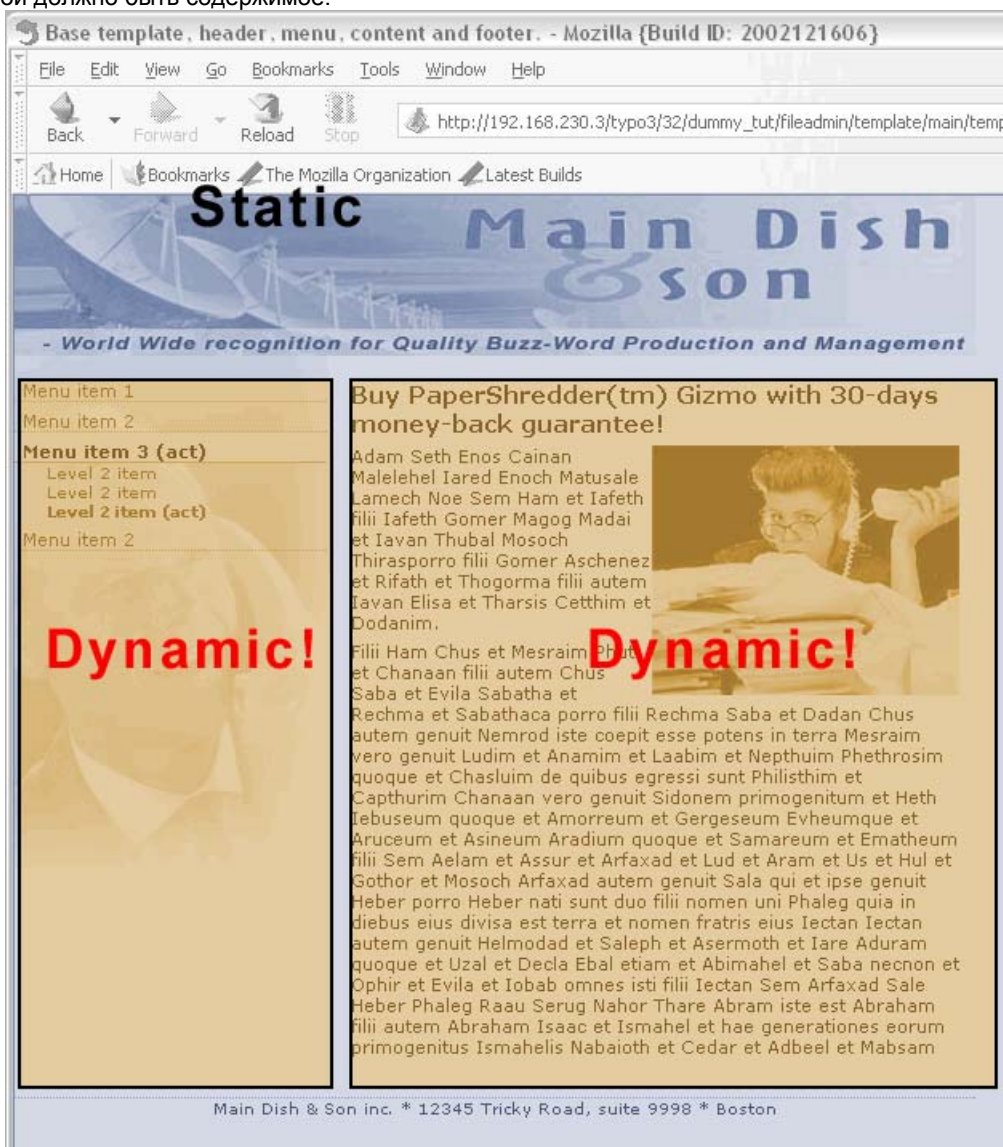 ой должно быть содержимое.
Base template, header, menu, content and footer. - Mozilla {Build ID: 2002121606}
File Edit View Go Bookmarks Tools Window Help
Back Forward Reload Stop http://192.168.230.3/typo3/32/dummy_tut/fileadmin/template/main/temp
Home Bookmarks The Mozilla Organization Latest Builds
Static
Main Dish
& son
- World Wide recognition for Quality Buzz-Word Production and Management
Menu item 1
Menu item 2
Menu item 3 (act)
Level 2 item
Level 2 item
Level 2 item (act)
Menu item 2
Dynamic!
Buy PaperShredder(tm) Gizmo with 30-days
money-back guarantee!
Adam Seth Enos Cainan
Malelehel Iared Enoch Matusale
Lamech Noe Sem Ham et Iafeth
filii Iafeth Gomer Magog Madai
et Iavan Thubal Mosoch
Thirasporro filii Gomer Aschenez
et Rifath et Thogorma filii autem
Iavan Elisa et Tharsis Cetthim et
Dodanim.
Dynamic!
Filii Ham Chus et Mesraim Phut
et Chanaan filii autem Chus
Saba et Evila Sabatha et
Rechma et Sabathaca porro filii Rechma Saba et Dadan Chus
autem genuit Nemrod iste coepit esse potens in terra Mesraim
vero genuit Ludim et Anamim et Laabim et Nepthuim Phethrosim
quoque et Chasluim de quibus egressi sunt Philisthim et
Capthurim Chanaan vero genuit Sidonem primogenitum et Heth
Iebuseum quoque et Amorreum et Gergeseum Evheumque et
Aruceum et Asineum Aradium quoque et Samareum et Ematheum
filii Sem Aelam et Assur et Arfaxad et Lud et Aram et Us et Hul et
Gothor et Mosoch Arfaxad autem genuit Sala qui et ipse genuit
Heber porro Heber nati sunt duo filii nomen uni Phaleg quia in
diebus eius divisa est terra et nomen fratris eius Iectan Iectan
autem genuit Helmodad et Saleph et Asermoth et Iare Aduram
quoque et Uzal et Decla Ebal etiam et Abimahel et Saba necnon et
Ophir et Evila et Iobab omnes isti filii Iectan Sem Arfaxad Sale
Heber Phaleg Raau Serug Nahor Thare Abram iste est Abraham
filii autem Abraham Isaac et Ismahel et hae generationes eorum
primogenitus Ismahelis Nabaioth et Cedar et Adbeel et Mabsam
Main Dish & Son inc. * 12345 Tricky Road, suite 9998 * Boston